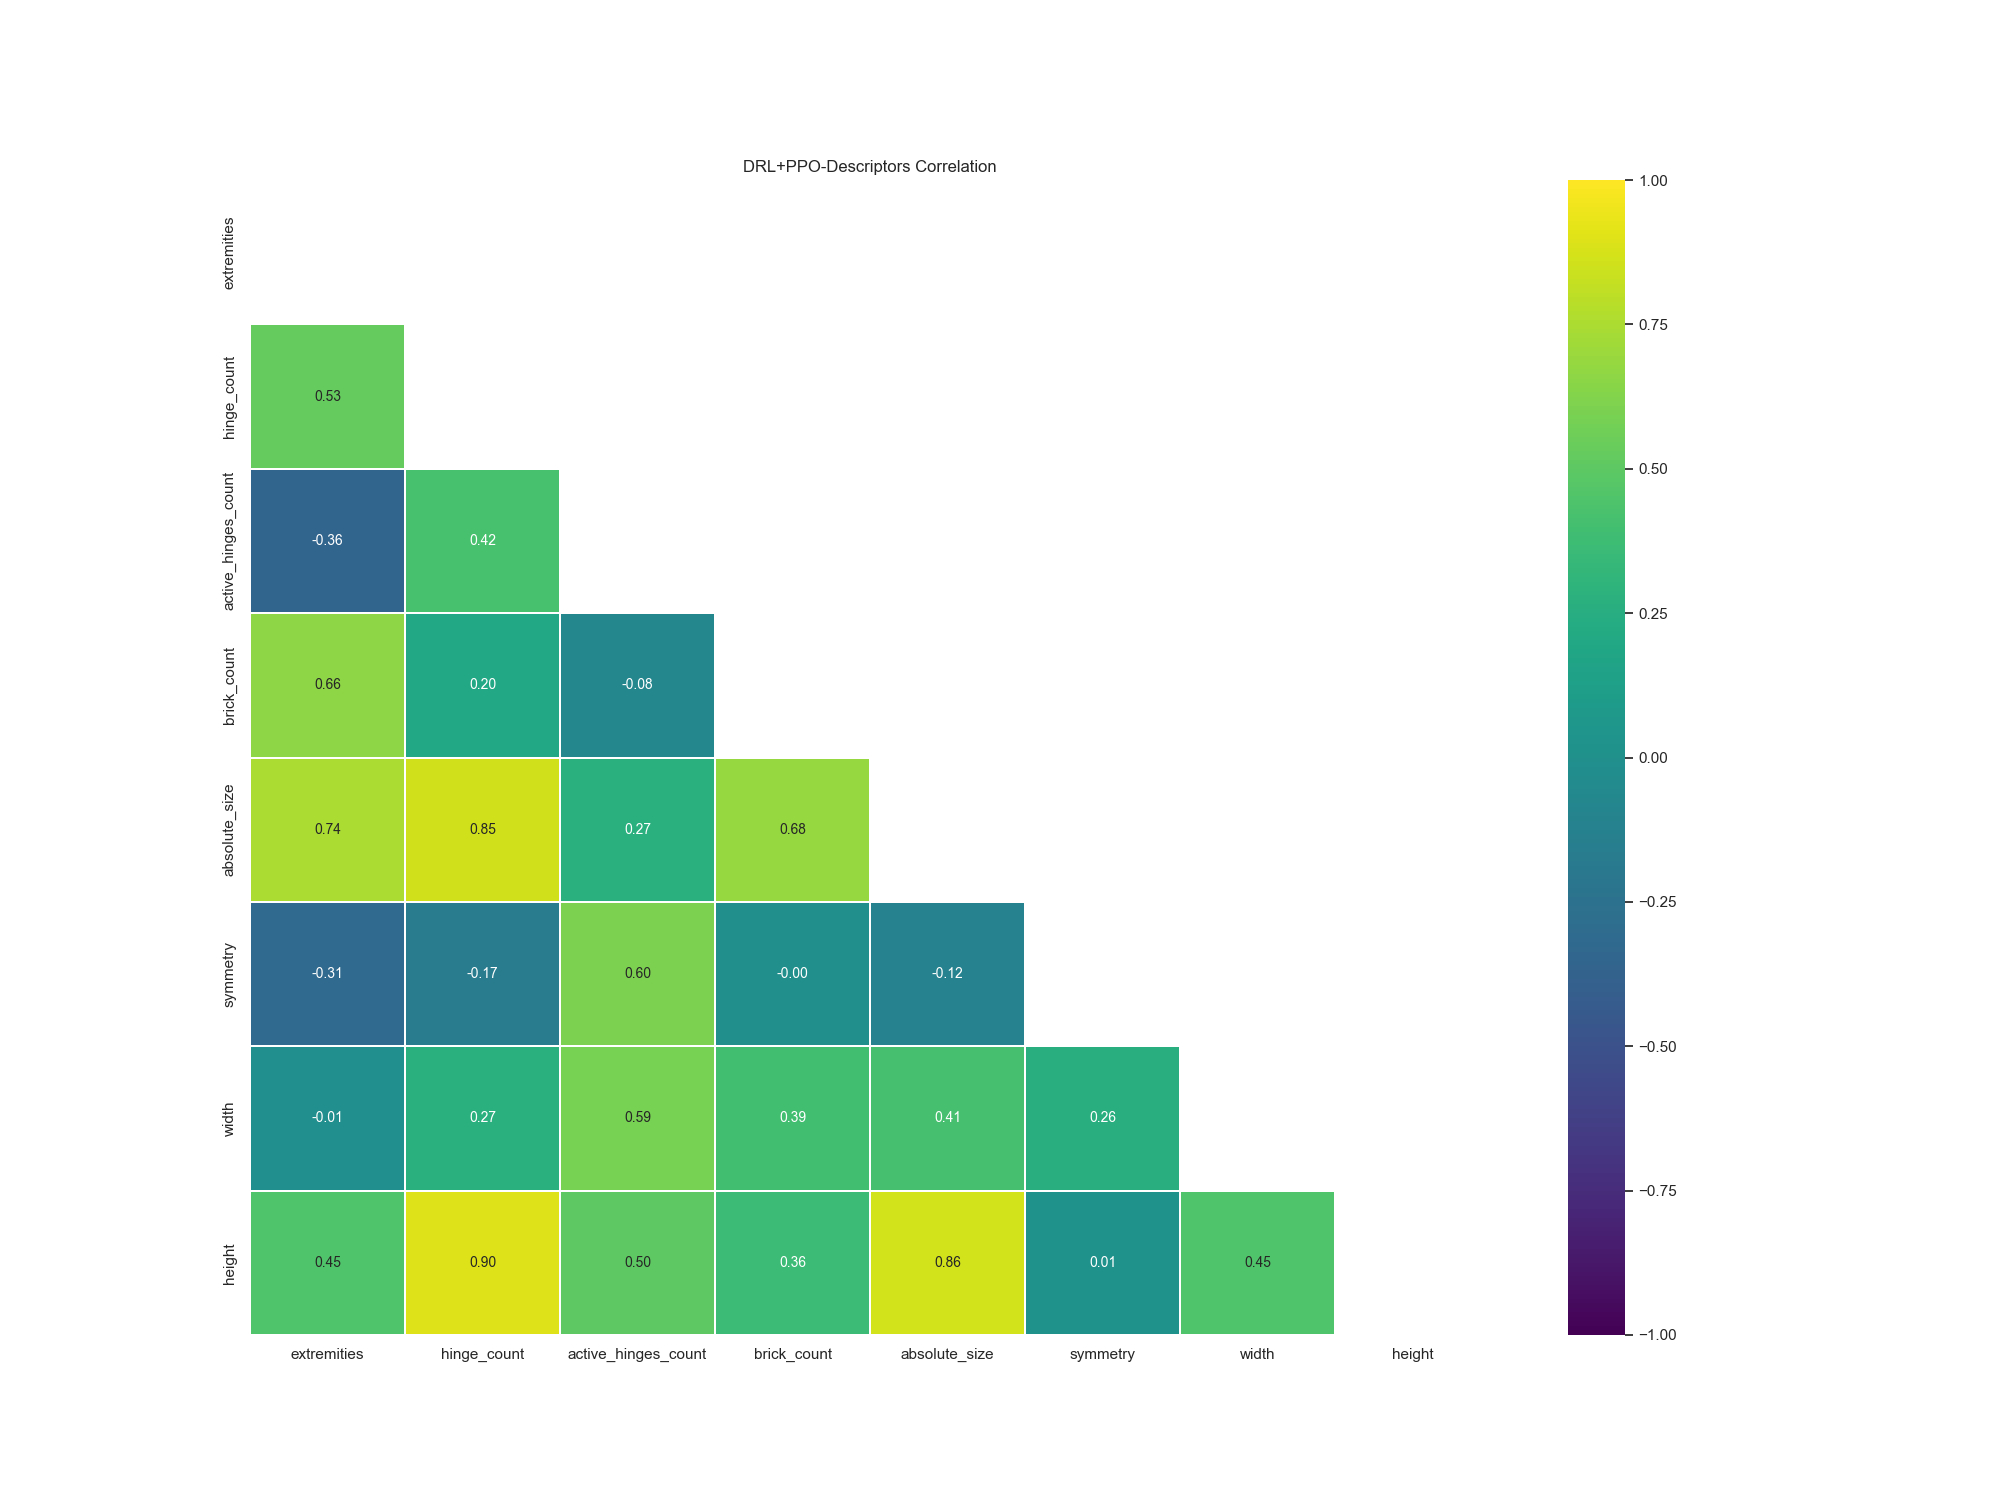 DRL+PPO-Descriptors Correlation
extremities
hinge_count
0.53
active_hinges_count
-0.36 0.42
brick_count
0.66 0.20 -0.08
absolute_size
0.74 0.85 0.27 0.68
symmetry
-0.31 -0.17 0.60 -0.00 -0.12
width
-0.01 0.27 0.59 0.39 0.41 0.26
height
0.45 0.90 0.50 0.36 0.86 0.01 0.45
extremities hinge_count active_hinges_count brick_count absolute_size symmetry width height
1.00
0.75
0.50
0.25
0.00
−0.25
−0.50
−0.75
−1.00